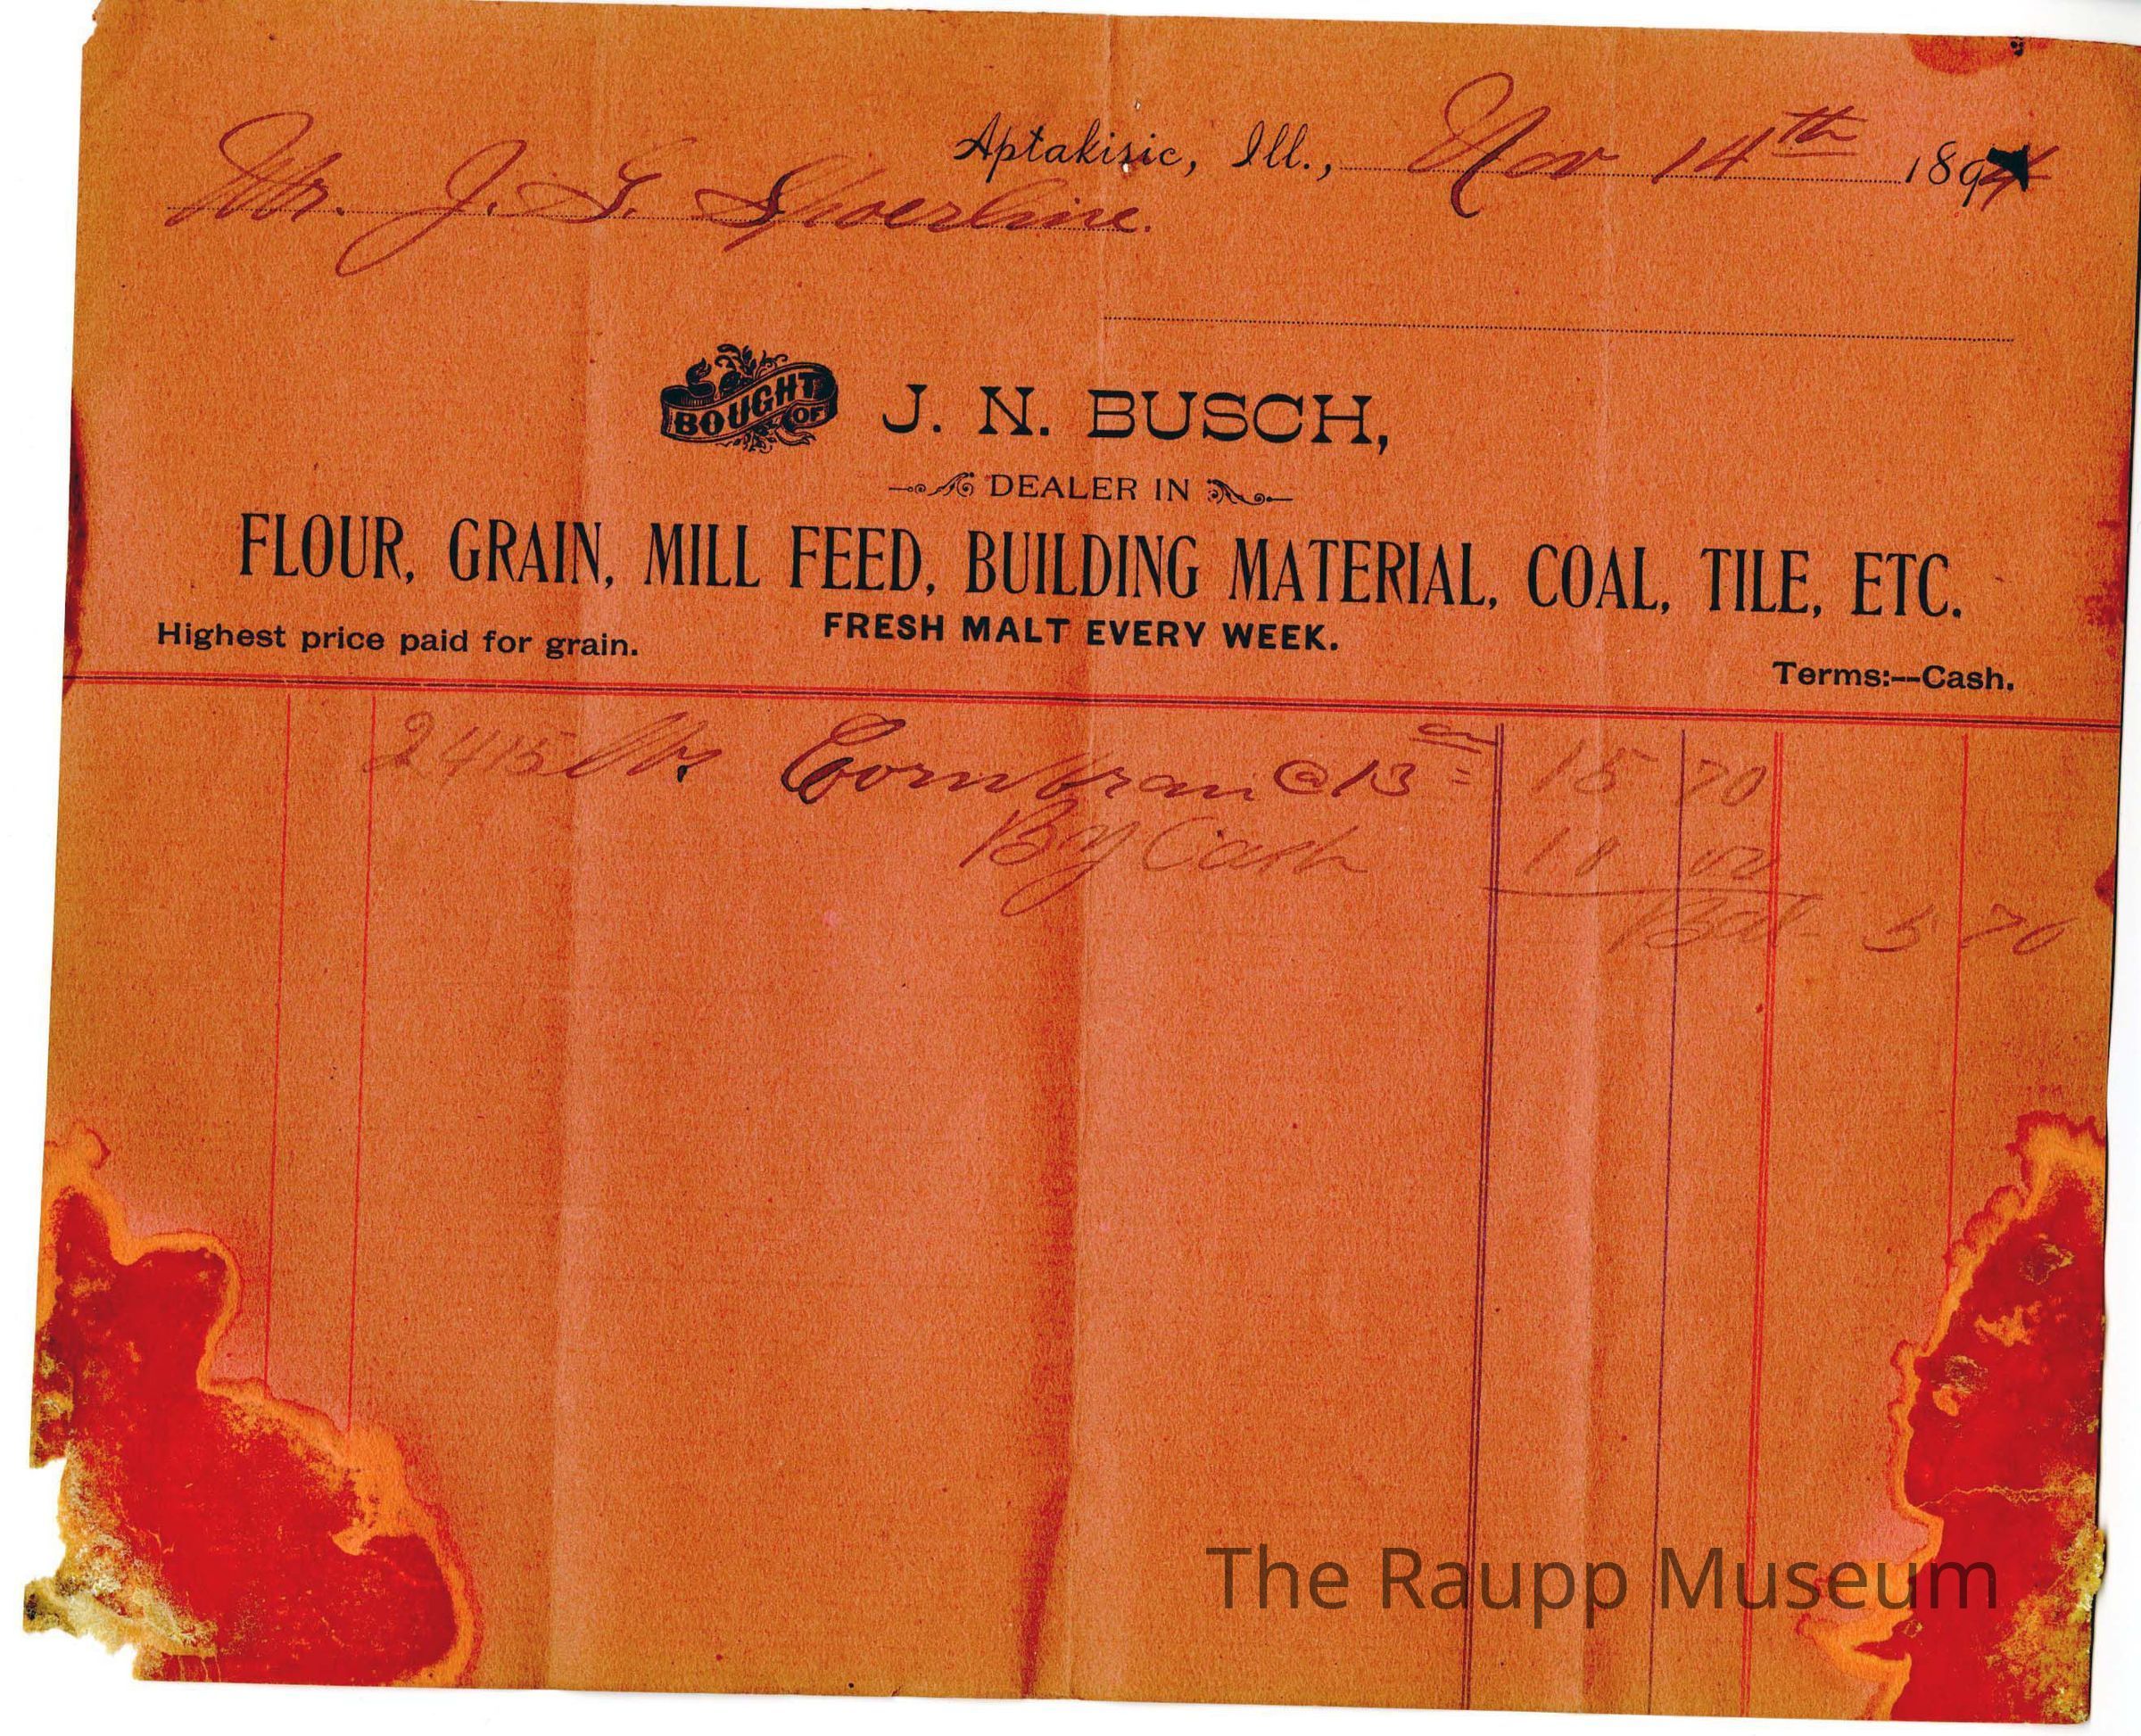 Aptakisic, Ill., Nov 14th 1894
Mr. J. G.
BOUGHT OF J. N. BUSCH,
DEALER IN
FLOUR, GRAIN, MILL FEED, BUILDING MATERIAL, COAL, TILE, ETC.
Highest price paid for grain. FRESH MALT EVERY WEEK. Terms:--Cash.
2415 lbs Cornbran @ 13 15 70
By Cash 10 00
Bal. 5 70
The Raupp Museum